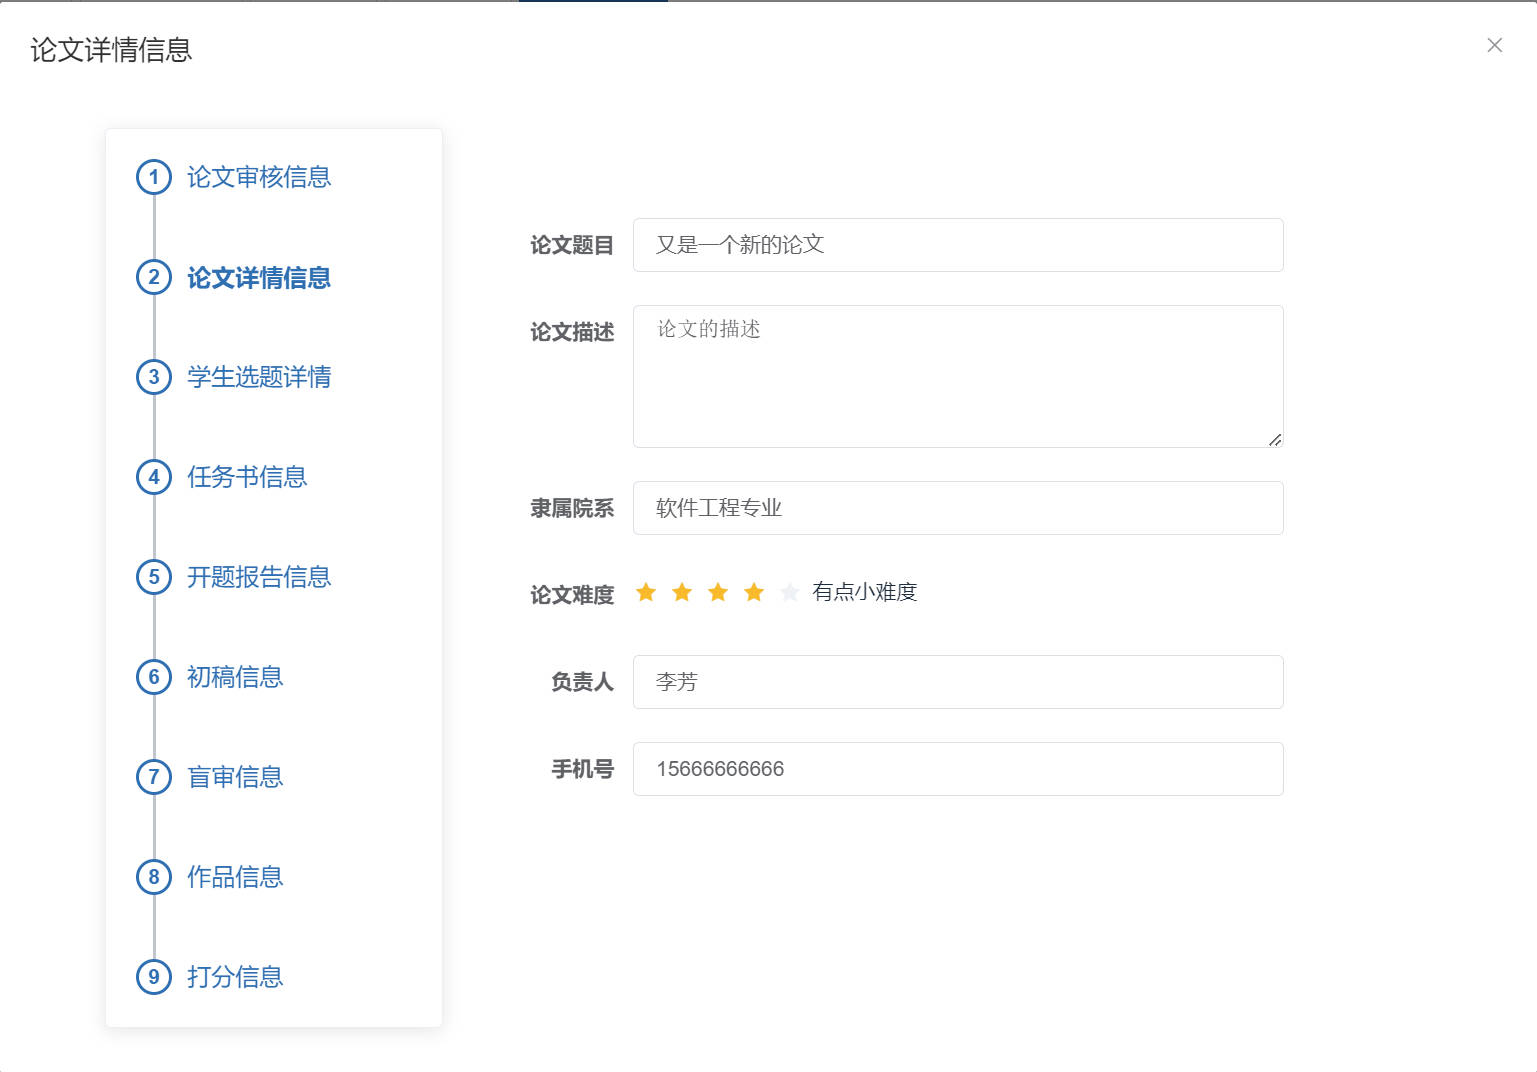 论文详情信息
1 论文审核信息
2 论文详情信息
3 学生选题详情
4 任务书信息
5 开题报告信息
6 初稿信息
7 盲审信息
8 作品信息
9 打分信息
论文题目 又是一个新的论文
论文描述 论文的描述
隶属院系 软件工程专业
论文难度 有点小难度
负责人 李芳
手机号 15666666666